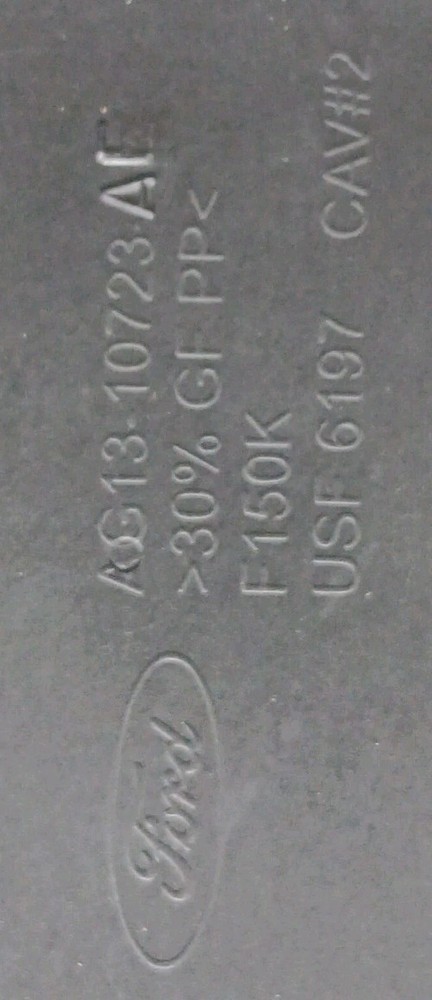 Ford
AG13-10723-AE
>30% GF PP<
F150K
USF 6197 CAV#2